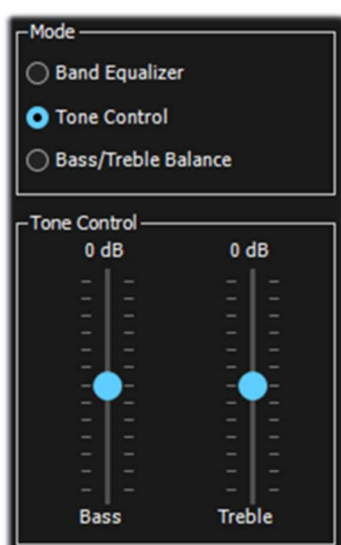 Mode
Band Equalizer
Tone Control
Bass/Treble Balance
Tone Control
0 dB 0 dB
Bass Treble